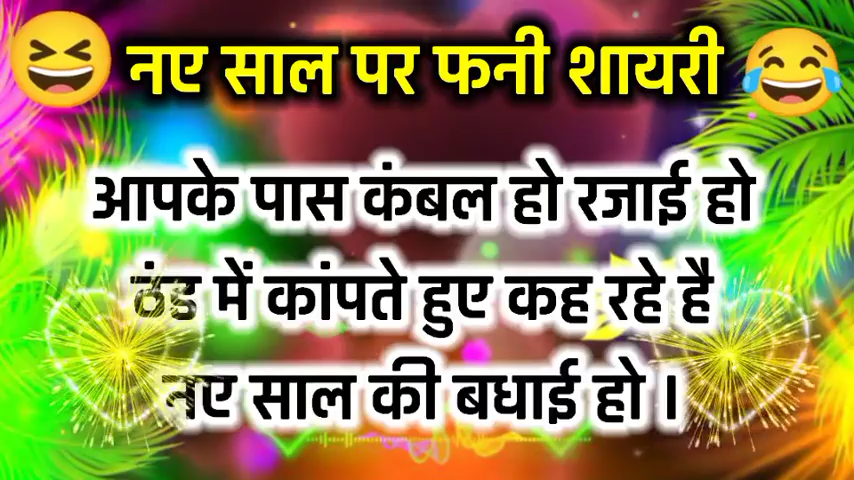 नए साल पर फनी शायरी
आपके पास कंबल हो रजाई हो
ठंड में कांपते हुए कह रहे है
नए साल की बधाई हो ।